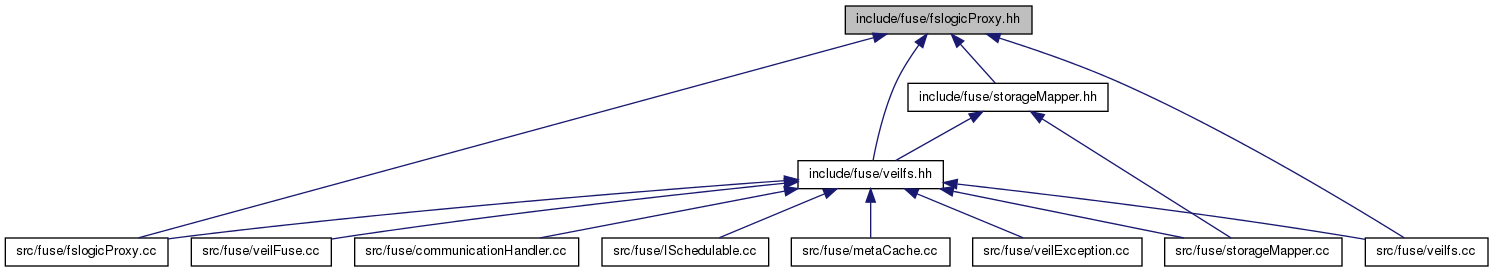 include/fuse/fslogicProxy.hh
include/fuse/storageMapper.hh
include/fuse/veilfs.hh
src/fuse/fslogicProxy.cc
src/fuse/veilFuse.cc
src/fuse/communicationHandler.cc
src/fuse/ISchedulable.cc
src/fuse/metaCache.cc
src/fuse/veilException.cc
src/fuse/storageMapper.cc
src/fuse/veilfs.cc